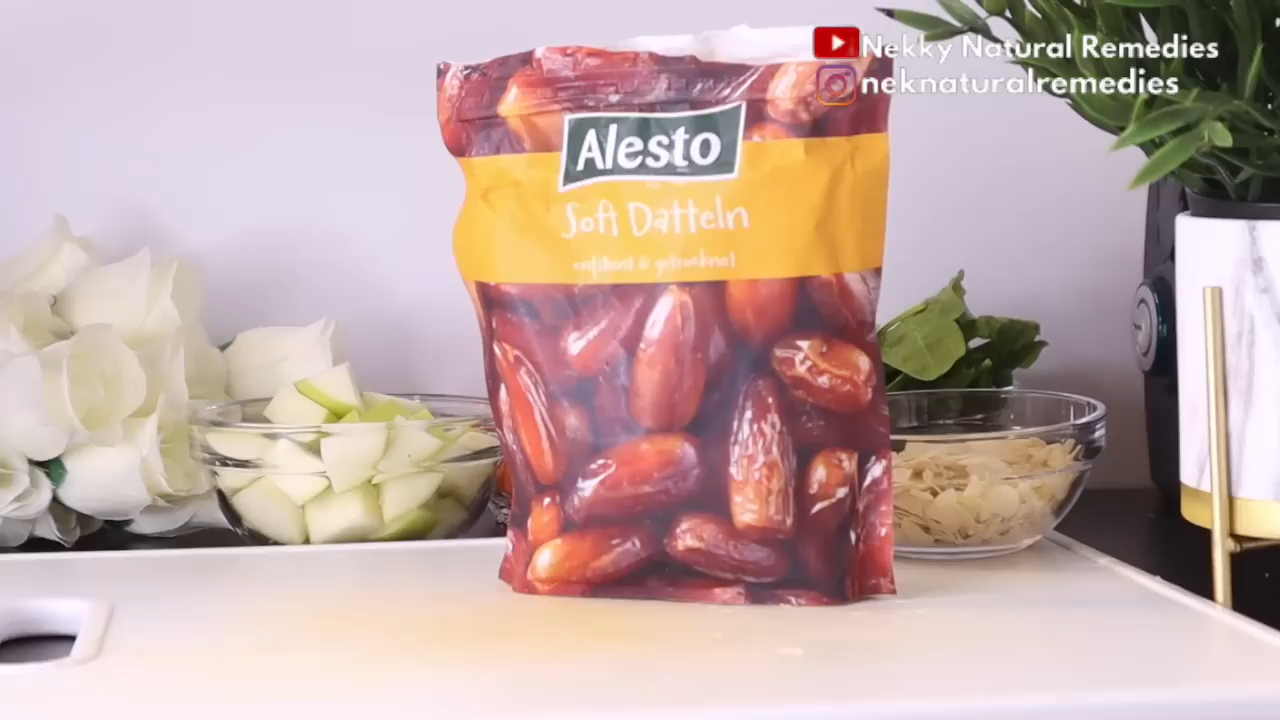 Nekky Natural Remedies
neknaturalremedies
Alesto
Soft Datteln
entsteint & getrocknet